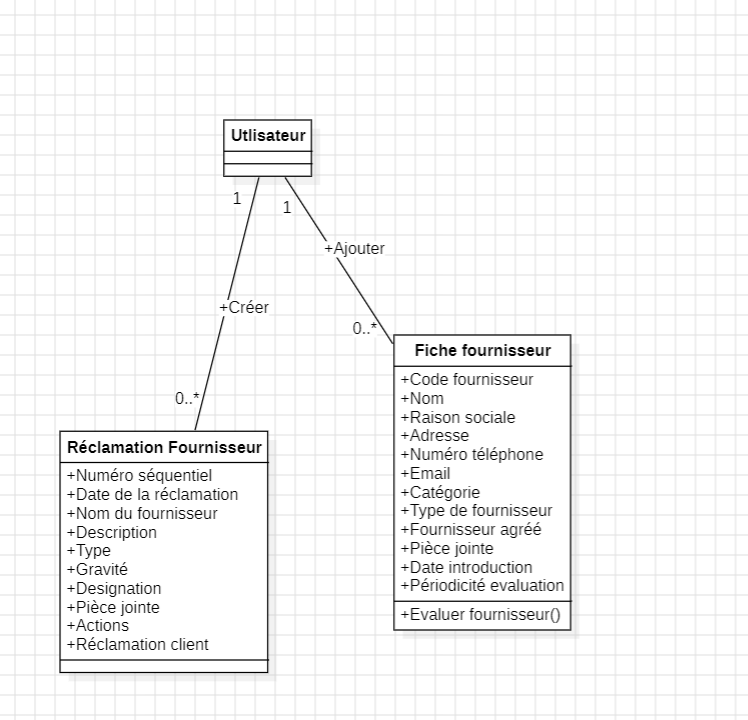 Utlisateur
1
1
+Ajouter
+Créer
0..*
0..*
Fiche fournisseur
+Code fournisseur
+Nom
+Raison sociale
+Adresse
+Numéro téléphone
+Email
+Catégorie
+Type de fournisseur
+Fournisseur agréé
+Pièce jointe
+Date introduction
+Périodicité evaluation
+Evaluer fournisseur()
Réclamation Fournisseur
+Numéro séquentiel
+Date de la réclamation
+Nom du fournisseur
+Description
+Type
+Gravité
+Designation
+Pièce jointe
+Actions
+Réclamation client